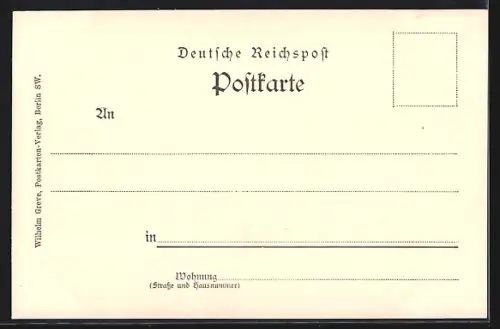 Deutſche Reichspoſt
Poſtkarte
An
in
Wohnung
(Straße und Hausnummer)
Wilhelm Greve, Postkarten-Verlag, Berlin SW.